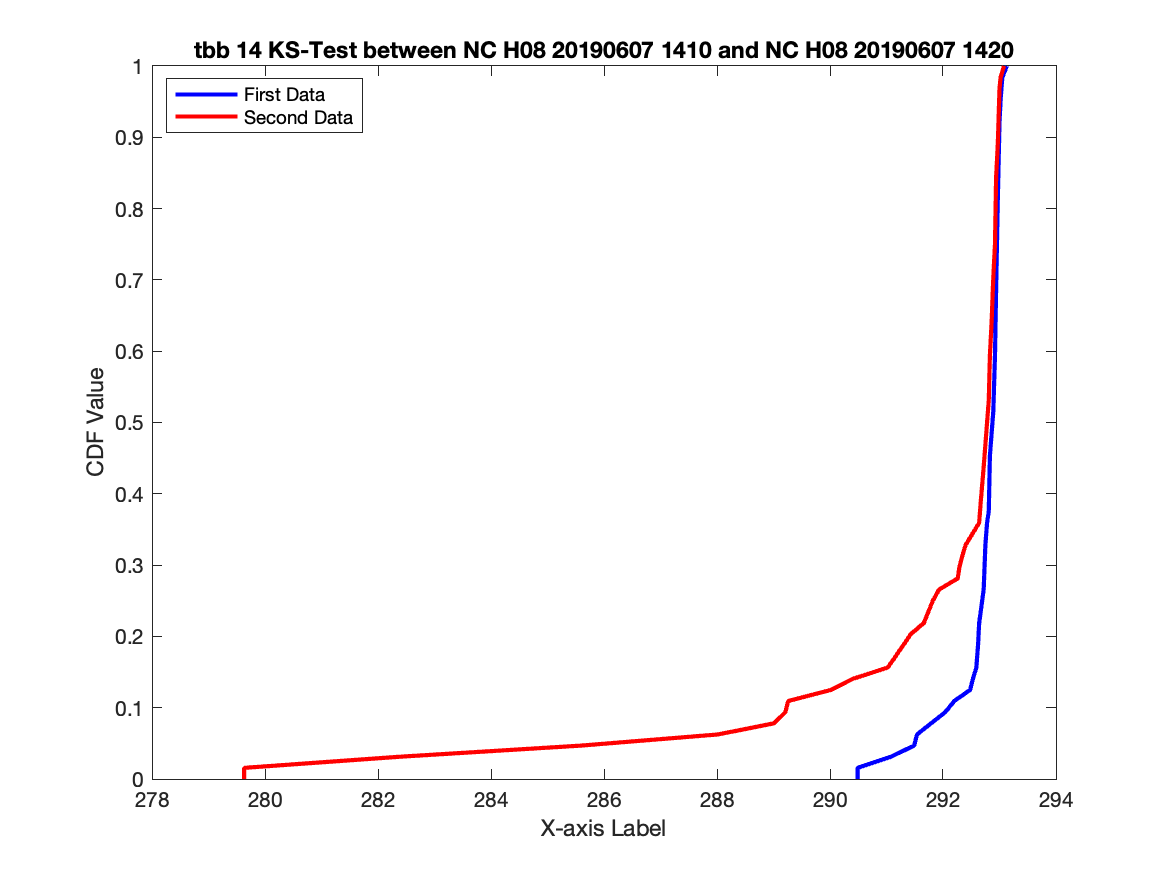 tbb 14 KS-Test between NC H08 20190607 1410 and NC H08 20190607 1420
First Data
Second Data
1
0.9
0.8
0.7
0.6
0.5
0.4
0.3
0.2
0.1
0
CDF Value
278 280 282 284 286 288 290 292 294
X-axis Label